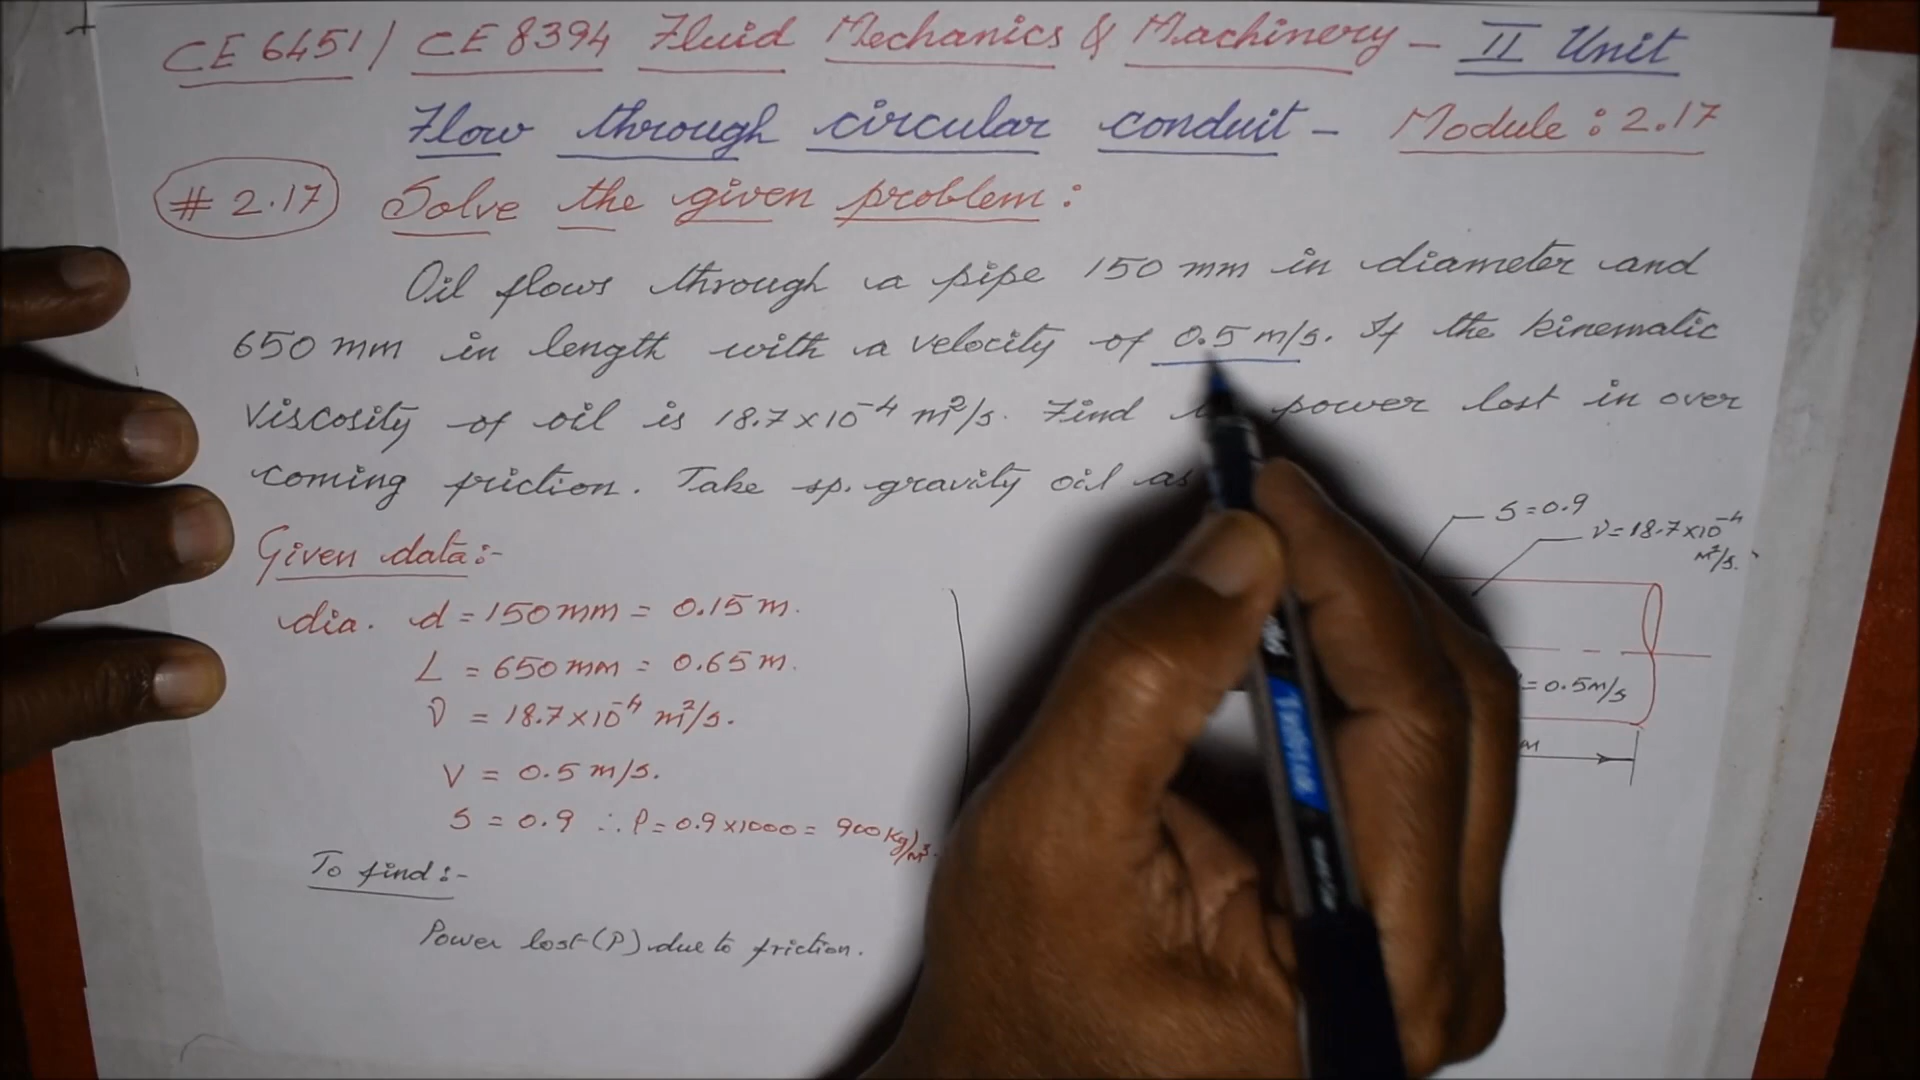 CE 6451 / CE 8394 Fluid Mechanics & Machinery - II Unit
Flow through circular conduit - Module : 2.17
# 2.17 Solve the given problem :
Oil flows through a pipe 150 mm in diameter and
650 mm in length with a velocity of 0.5 m/s. If the kinematic
viscosity of oil is 18.7 x 10⁻⁴ m²/s. Find power lost in over
coming friction. Take sp. gravity oil as
S = 0.9
ν = 18.7 x 10⁻⁴
m²/s.
Given data :-
dia. d = 150 mm = 0.15 m.
L = 650 mm = 0.65 m.
ν = 18.7 x 10⁻⁴ m²/s.
= 0.5 m/s
V = 0.5 m/s.
S = 0.9 ∴ ρ = 0.9 x 1000 = 900 kg/m³.
To find :-
Power lost (P) due to friction.